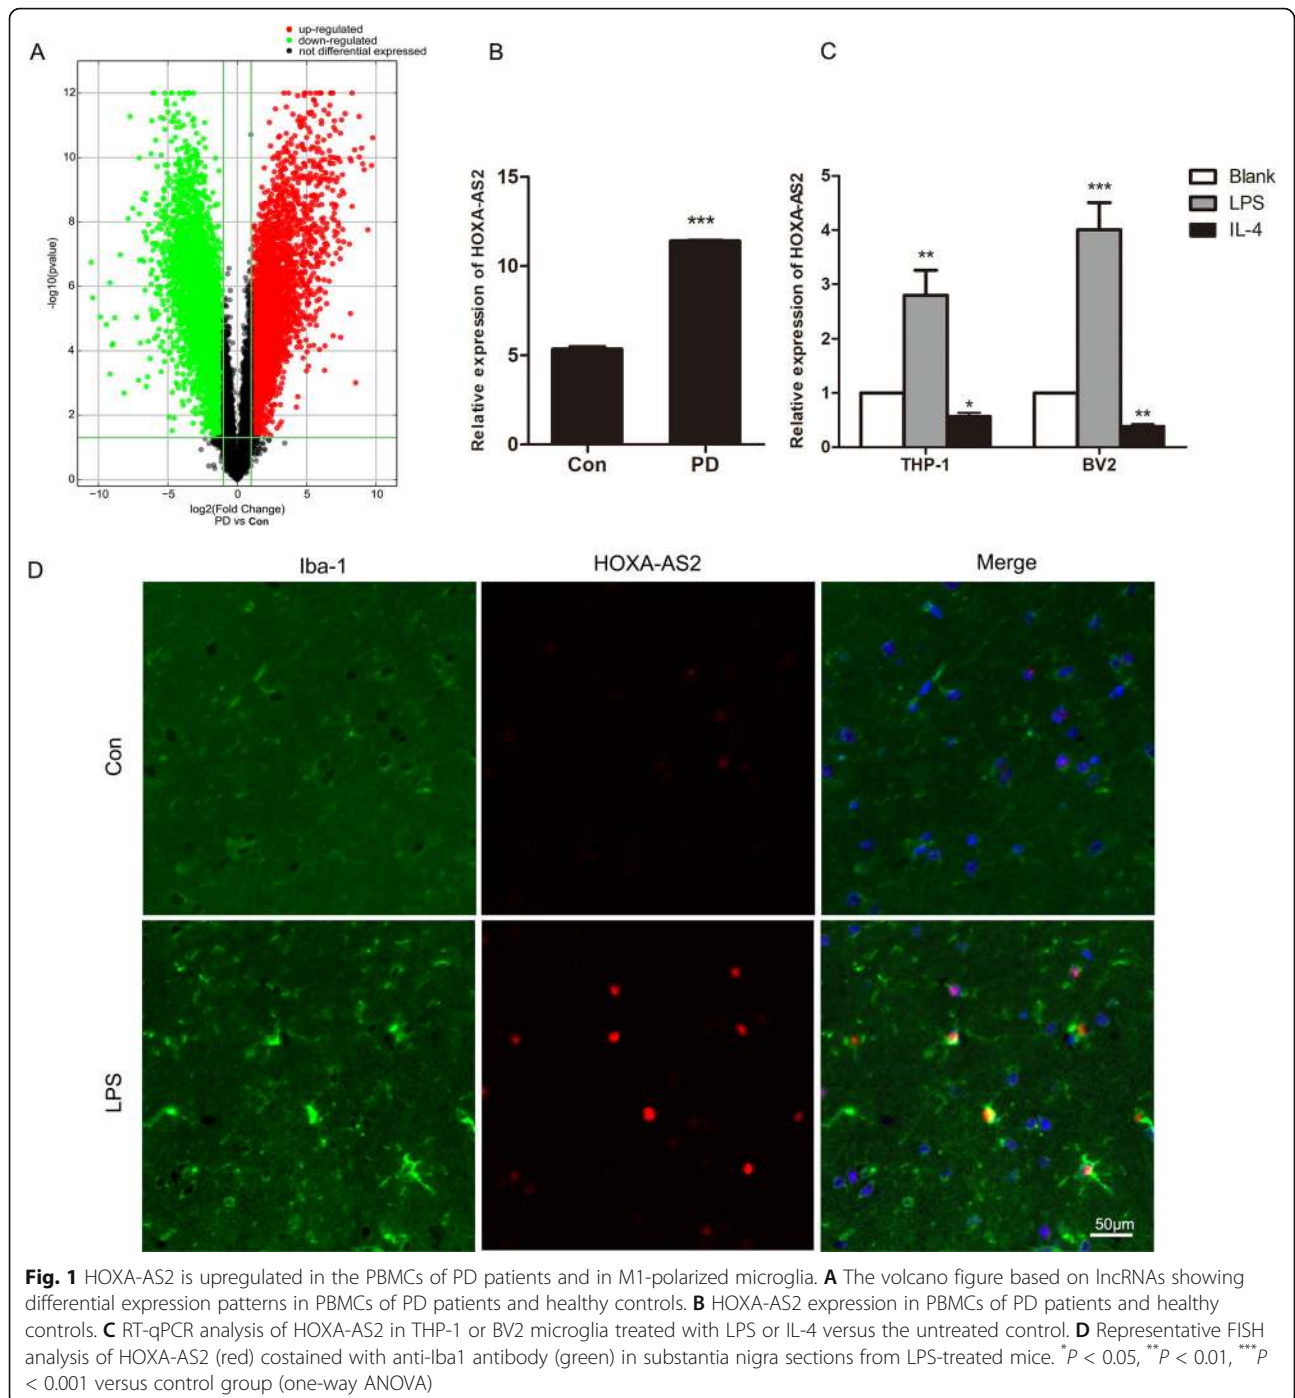 A
up-regulated
down-regulated
not differential expressed
12
10
8
6
4
2
0
-log10(pvalue)
−10
−5
0
5
10
log2(Fold Change)
PD vs Con
B
Relative expression of HOXA-AS2
15
10
5
0
***
Con
PD
C
Relative expression of HOXA-AS2
5
4
3
2
1
0
**
*
***
**
THP-1
BV2
Blank
LPS
IL-4
D
Iba-1
HOXA-AS2
Merge
Con
LPS
50μm
Fig. 1 HOXA-AS2 is upregulated in the PBMCs of PD patients and in M1-polarized microglia. A The volcano figure based on lncRNAs showing
differential expression patterns in PBMCs of PD patients and healthy controls. B HOXA-AS2 expression in PBMCs of PD patients and healthy
controls. C RT-qPCR analysis of HOXA-AS2 in THP-1 or BV2 microglia treated with LPS or IL-4 versus the untreated control. D Representative FISH
analysis of HOXA-AS2 (red) costained with anti-Iba1 antibody (green) in substantia nigra sections from LPS-treated mice. *P < 0.05, **P < 0.01, ***P
< 0.001 versus control group (one-way ANOVA)